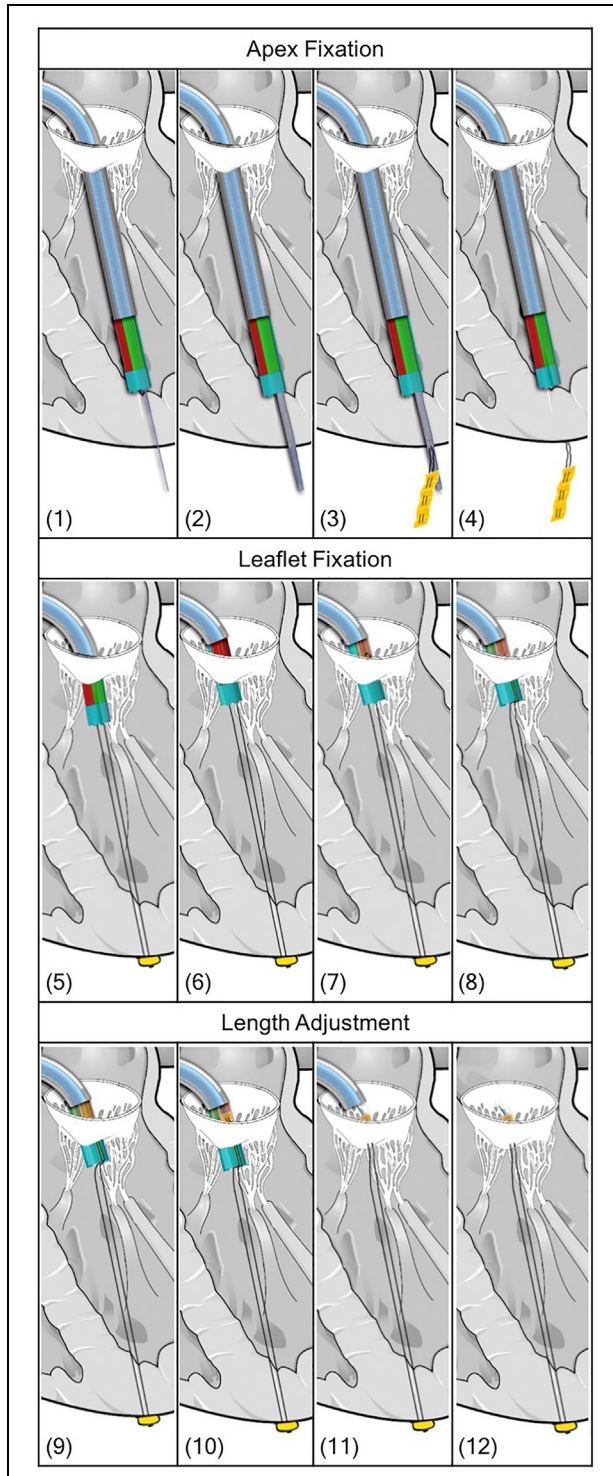 Apex Fixation
(1) (2) (3) (4)
Leaflet Fixation
(5) (6) (7) (8)
Length Adjustment
(9) (10) (11) (12)